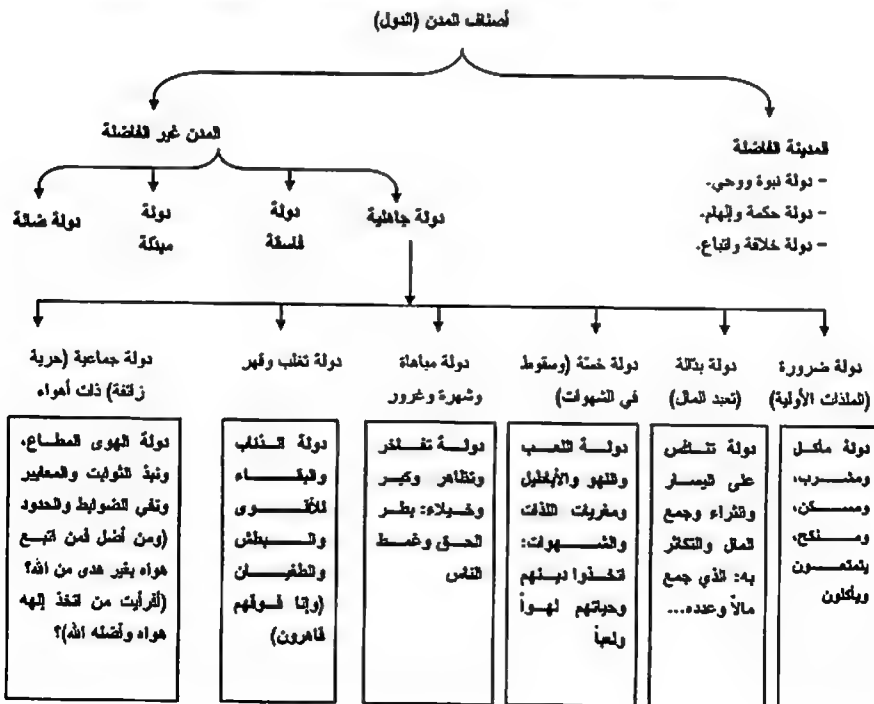 أصناف المدن (الدول)
المدينة الفاضلة
- دولة نبوة ووحي.
- دولة حكمة وإلهام.
- دولة خلافة واتباع.
المدن غير الفاضلة
دولة جاهلية
دولة
فاسقة
دولة
مبدلة
دولة ضالة
دولة ضرورة
(الملذات الأولية)
دولة بدّالة
(تعبد المال)
دولة خسّة (وسقوط
في الشهوات)
دولة مباهاة
وشهرة وغرور
دولة تغلب وقهر
دولة جماعية (حرية
زائفة) ذات أهواء
دولة مأكل
ومشرب،
ومسكن،
ومنكح،
يتمتعون
ويأكلون
دولة تتنافس
على اليسار
والثراء وجمع
المال والتكاثر
به: الذي جمع
مالاً وعدده...
دولة اللعب
واللهو والأباطيل
ومغريات اللذات
والشهوات:
اتخذوا دينهم
وحياتهم لهواً
ولعباً
دولة تفاخر
وتظاهر وكبر
وخيلاء: بطر
الحق وغمط
الناس
دولة الذئاب
والبقاء
للأقوى
والبطش
والطغيان
(وإنا فوقهم
قاهرون)
دولة الهوى المطاع،
ونبذ الثوابت والمعايير
ونفي الضوابط والحدود
(ومن أضل فمن اتبع
هواه بغير هدى من الله؟
(أفرأيت من اتخذ إلهه
هواه وأضله الله)؟